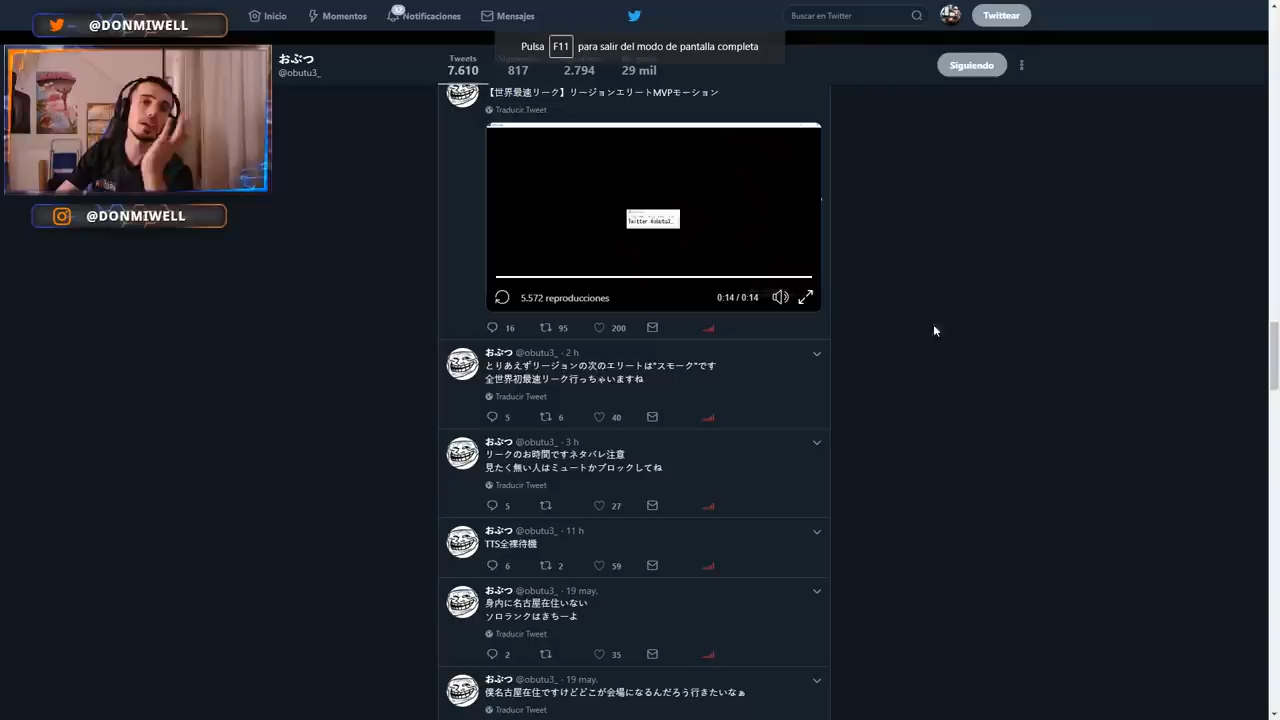 @DONMIWELL
Inicio
Momentos
12
Notificaciones
Mensajes
Buscar en Twitter
Twittear
Pulsa F11 para salir del modo de pantalla completa
おぶつ
@obutu3_
Tweets
7.610
817
2.794
29 mil
Siguiendo
@DONMIWELL
【世界最速リーク】リージョンエリートMVPモーション
Traducir Tweet
Twitter @obutu3_
5.572 reproducciones
0:14 / 0:14
16
95
200
おぶつ @obutu3_ · 2 h
とりあえずリージョンの次のエリートは"スモーク"です
全世界初最速リーク行っちゃいますね
Traducir Tweet
5
6
40
おぶつ @obutu3_ · 3 h
リークのお時間ですネタバレ注意
見たく無い人はミュートかブロックしてね
Traducir Tweet
5
27
おぶつ @obutu3_ · 11 h
TTS全裸待機
6
2
59
おぶつ @obutu3_ · 19 may.
身内に名古屋在住いない
ソロランクはきちーよ
Traducir Tweet
2
35
おぶつ @obutu3_ · 19 may.
僕名古屋在住ですけどどこが会場になるんだろう行きたいなぁ
Traducir Tweet